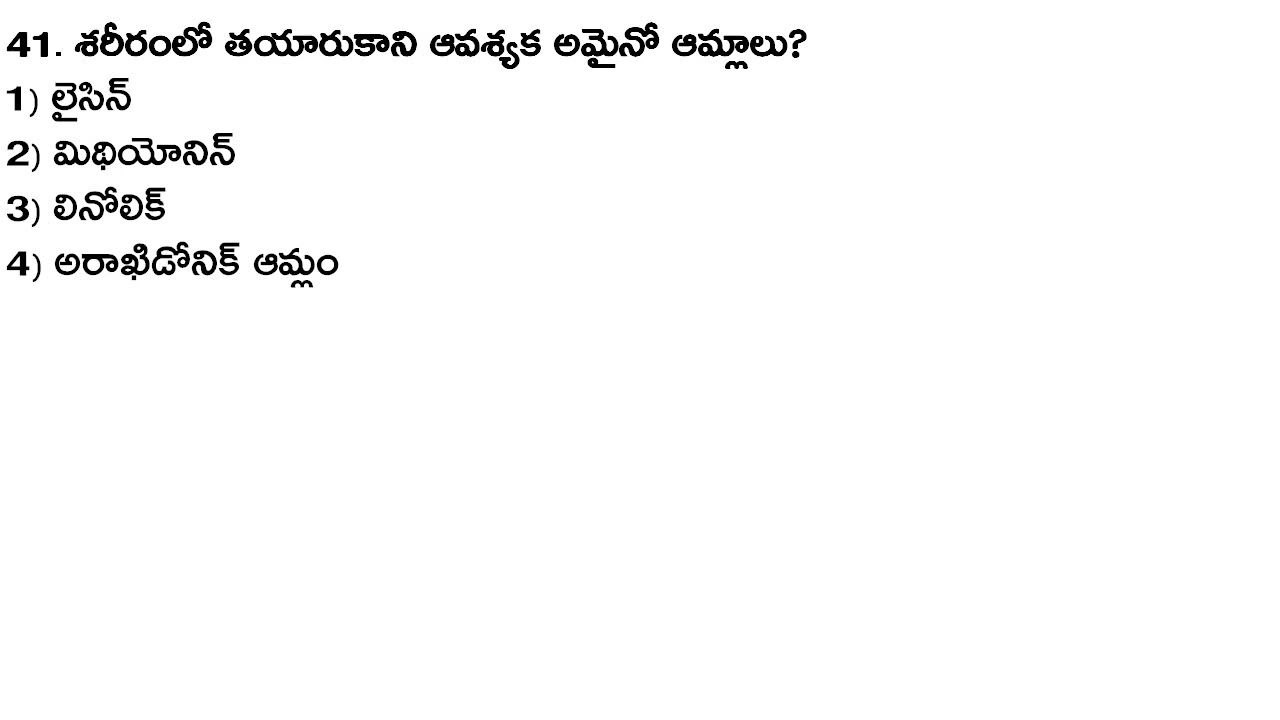 41. శరీరంలో తయారుకాని ఆవశ్యక అమైనో ఆమ్లాలు?
1) లైసిన్
2) మిథియోనిన్
3) లినోలిక్
4) అరాఖిడోనిక్ ఆమ్లం